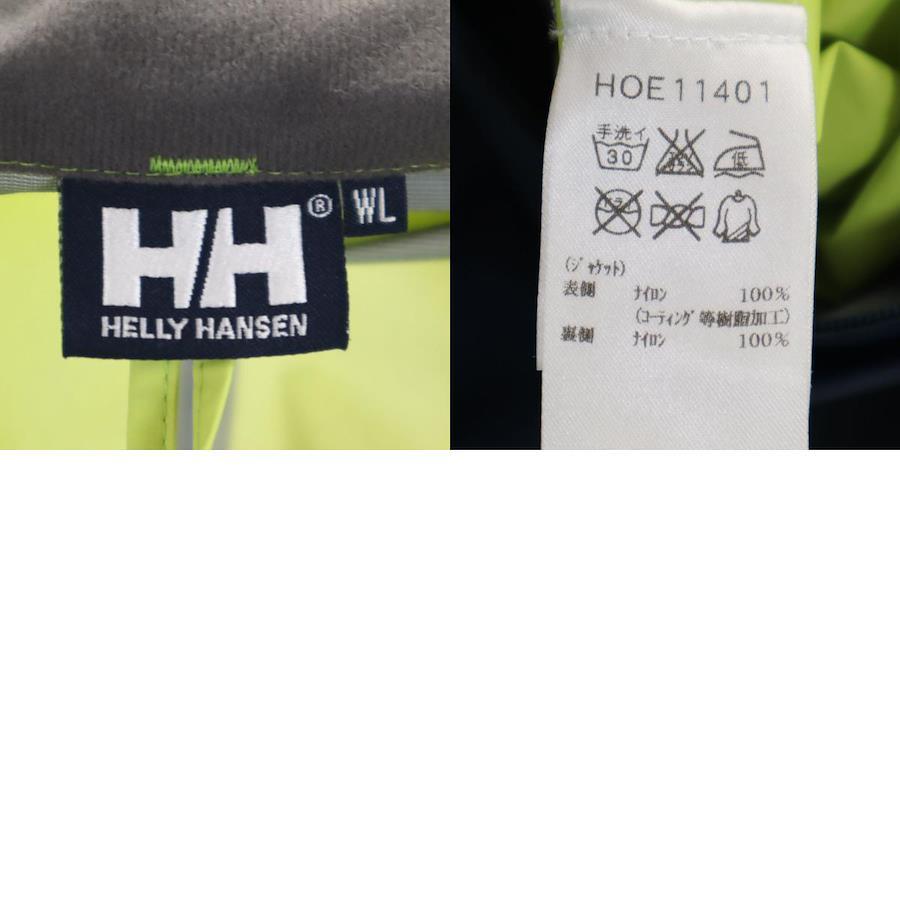 H/H® WL
HELLY HANSEN
HOE11401
手洗イ
30
低
(ジャケット)
表側 ナイロン 100%
(コーティング等樹脂加工)
裏側 ナイロン 100%